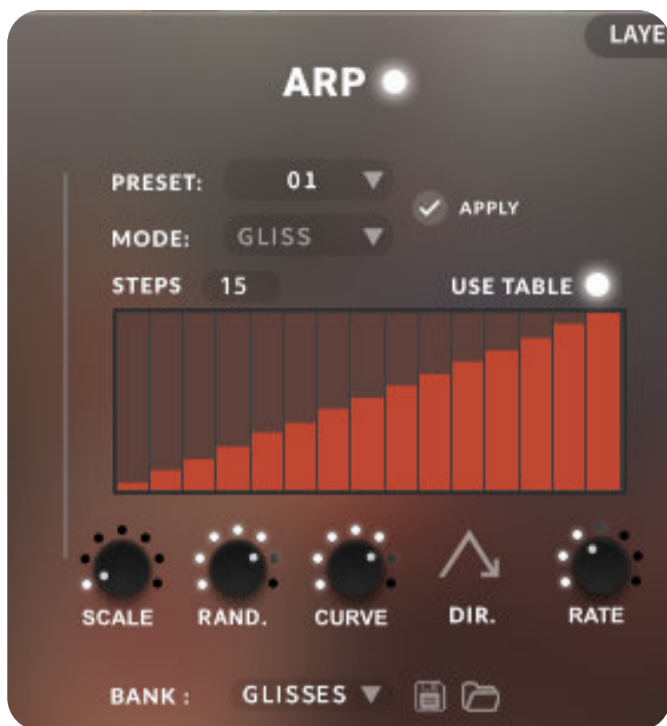 LAYE
ARP
PRESET: 01
APPLY
MODE: GLISS
STEPS 15 USE TABLE
SCALE RAND. CURVE DIR. RATE
BANK : GLISSES